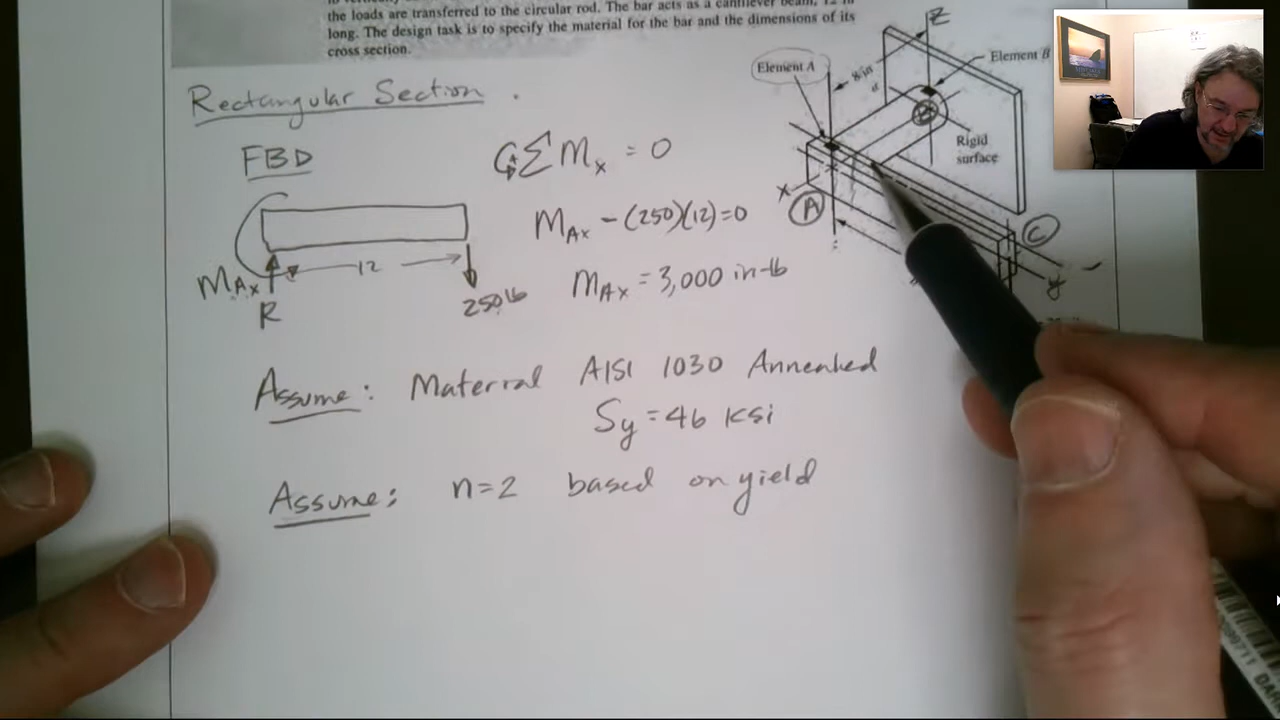 the loads are transferred to the circular rod. The bar acts as a cantilever beam, 12 in
long. The design task is to specify the material for the bar and the dimensions of its
cross section.
Rectangular Section .
FBD
ΣMx = 0
MAx - (250)(12)=0
MAx = 3,000 in-lb
12
MAx
R
250 lb
Element A
8 in
Z
Element B
Rigid
surface
X
A
C
y
Assume: Material AISI 1030 Annealed
Sy = 46 ksi
Assume: n=2 based on yield